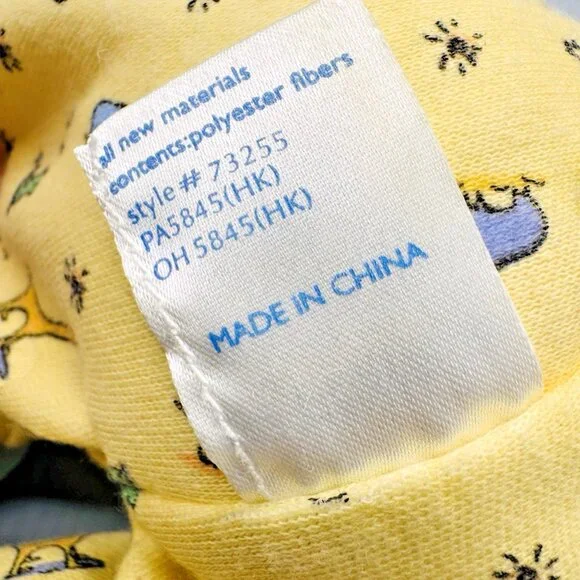 all new materials
contents:polyester fibers
style # 73255
PA5845(HK)
OH 5845(HK)
MADE IN CHINA